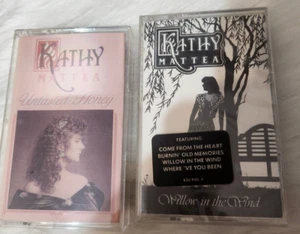 KATHY
MATTEA
Untasted Honey
KATHY
MATTEA
FEATURING
COME FROM THE HEART
BURNIN' OLD MEMORIES
WILLOW IN THE WIND
WHERE 'VE YOU BEEN
Willow in the Wind